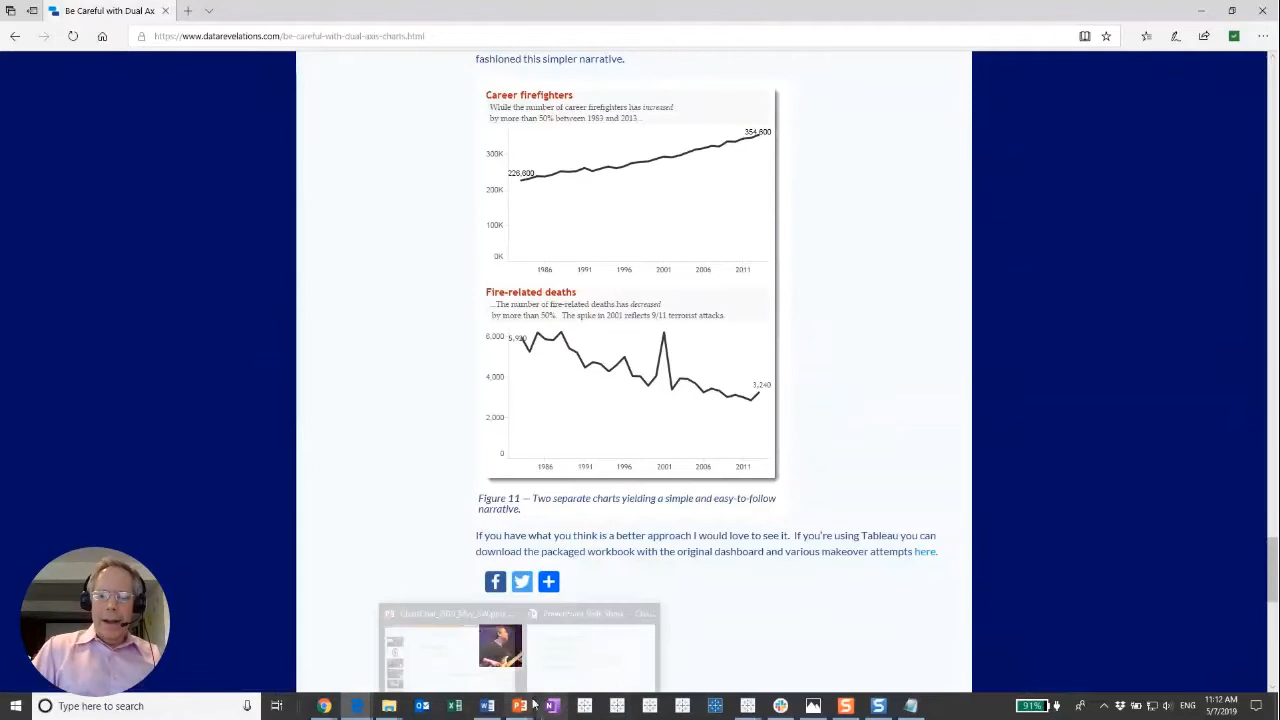 Be Careful with Dual Ax
https://www.datarevelations.com/be-careful-with-dual-axis-charts.html
fashioned this simpler narrative.
Career firefighters
While the number of career firefighters has increased
by more than 50% between 1983 and 2013...
354,600
300K
226,600
200K
100K
0K
1986 1991 1996 2001 2006 2011
Fire-related deaths
...The number of fire-related deaths has decreased
by more than 50%. The spike in 2001 reflects 9/11 terrorist attacks.
6,000
5,920
4,000
3,240
2,000
0
1986 1991 1996 2001 2006 2011
Figure 11 — Two separate charts yielding a simple and easy-to-follow
narrative.
If you have what you think is a better approach I would love to see it. If you're using Tableau you can
download the packaged workbook with the original dashboard and various makeover attempts here.
PowerPoint Slide Show
Type here to search
91%
ENG
11:12 AM
5/7/2019